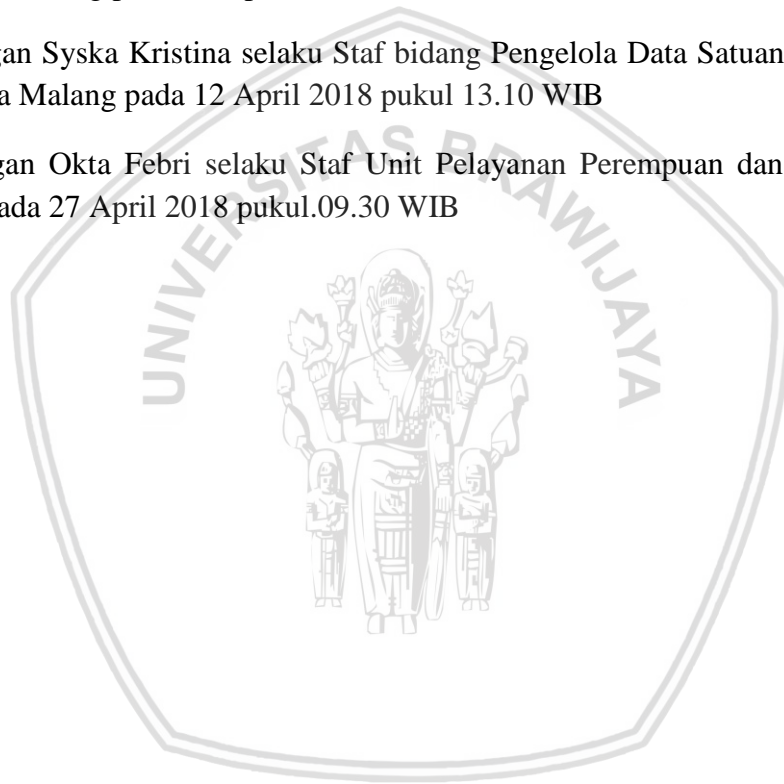 gan Syska Kristina selaku Staf bidang Pengelola Data Satuan
a Malang pada 12 April 2018 pukul 13.10 WIB
gan Okta Febri selaku Staf Unit Pelayanan Perempuan dan
ada 27 April 2018 pukul.09.30 WIB
UNIVERSITAS BRAWIJAYA